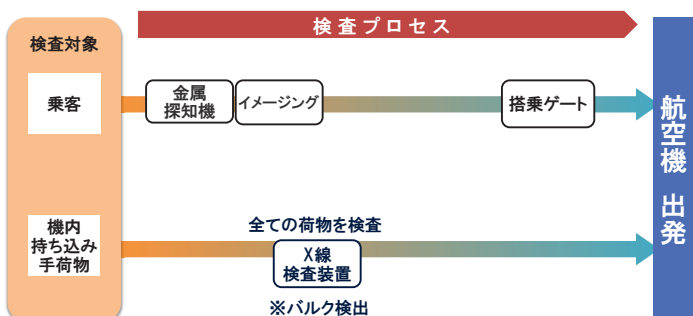 検査プロセス
検査対象
乗客
金属
探知機
イメージング
搭乗ゲート
航空機 出発
機内
持ち込み
手荷物
全ての荷物を検査
X線
検査装置
※バルク検出